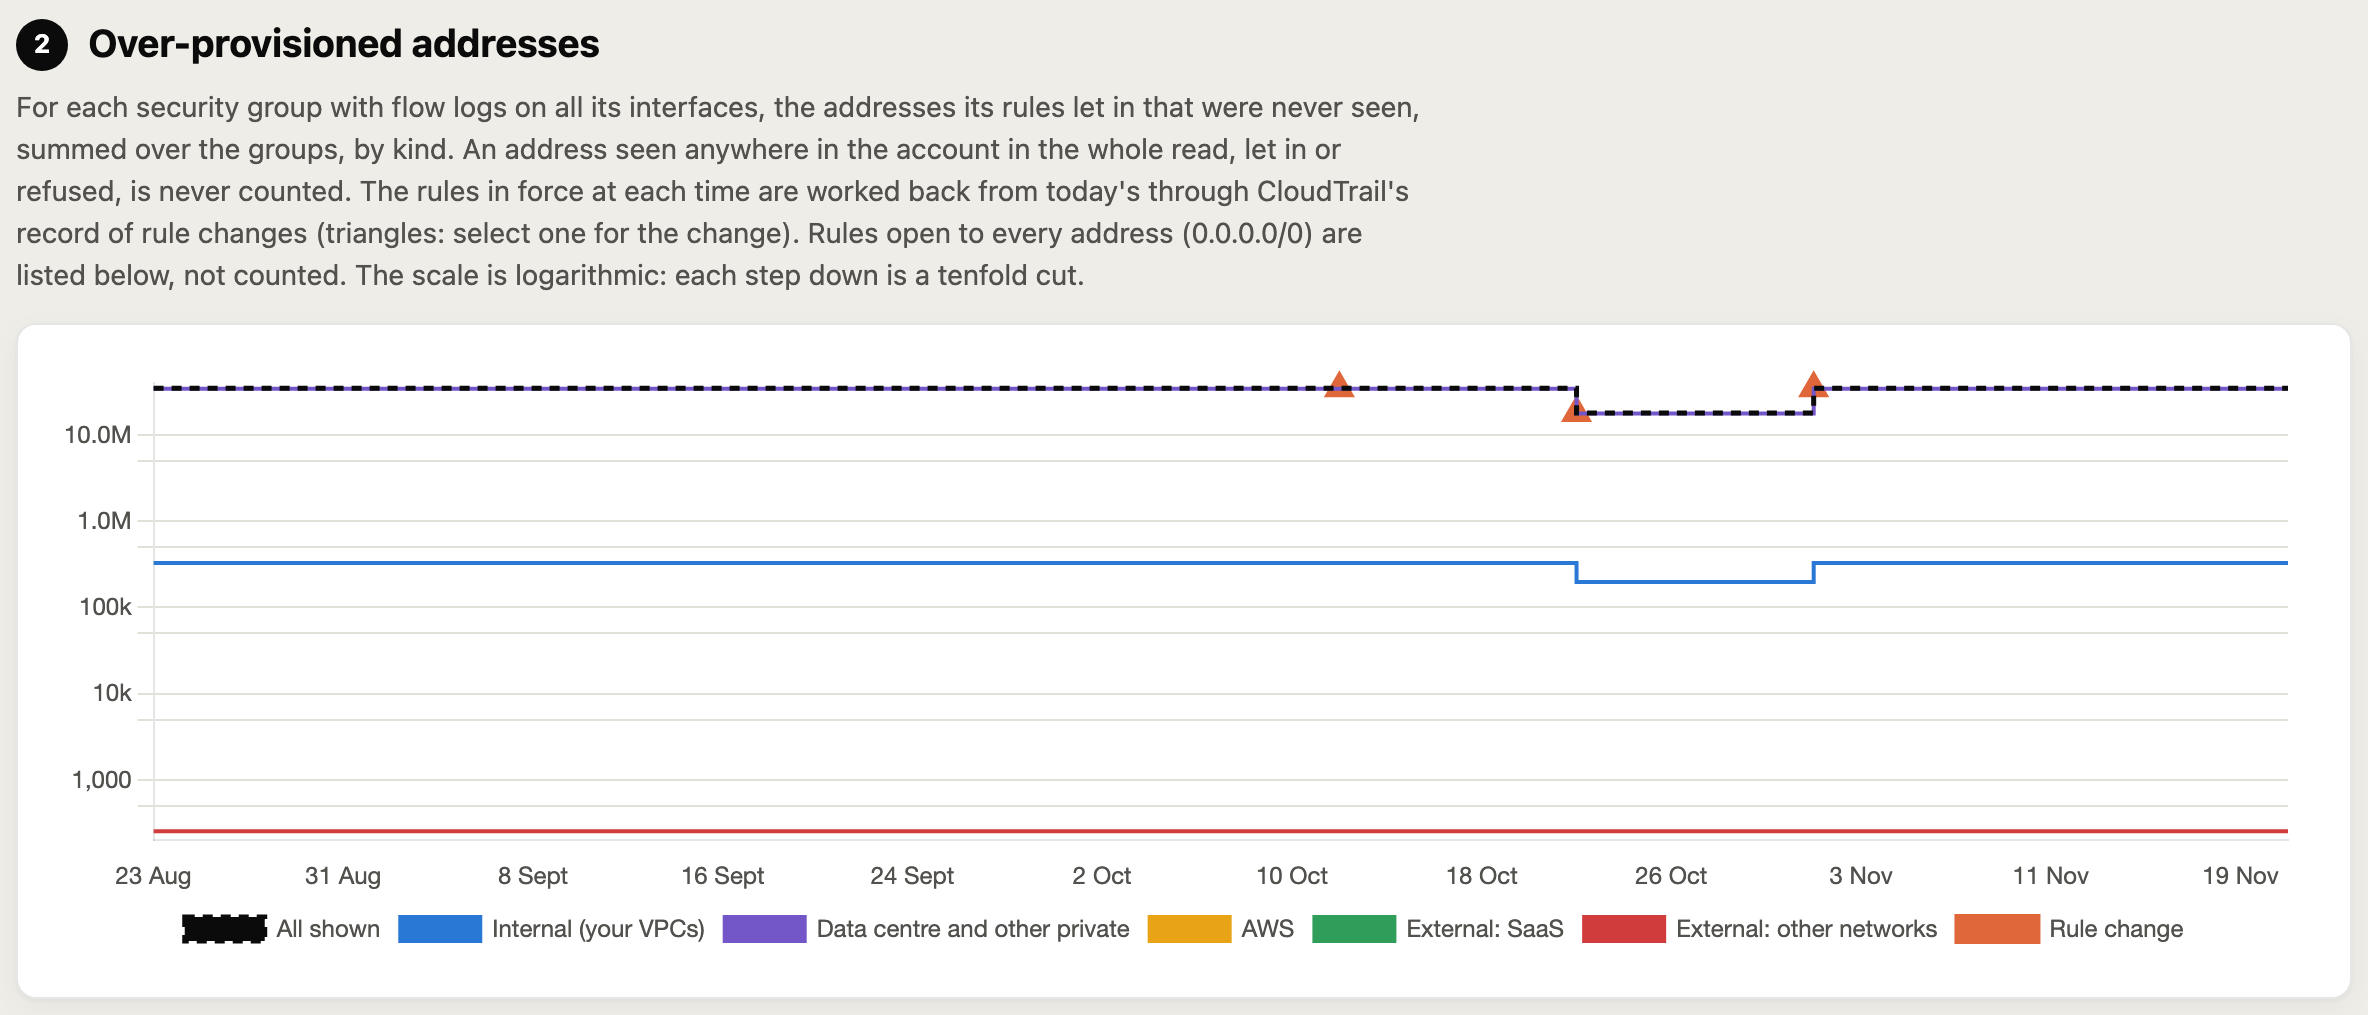 2 Over-provisioned addresses
For each security group with flow logs on all its interfaces, the addresses its rules let in that were never seen,
summed over the groups, by kind. An address seen anywhere in the account in the whole read, let in or
refused, is never counted. The rules in force at each time are worked back from today's through CloudTrail's
record of rule changes (triangles: select one for the change). Rules open to every address (0.0.0.0/0) are
listed below, not counted. The scale is logarithmic: each step down is a tenfold cut.
10.0M
1.0M
100k
10k
1,000
23 Aug 31 Aug 8 Sept 16 Sept 24 Sept 2 Oct 10 Oct 18 Oct 26 Oct 3 Nov 11 Nov 19 Nov
All shown Internal (your VPCs) Data centre and other private AWS External: SaaS External: other networks Rule change